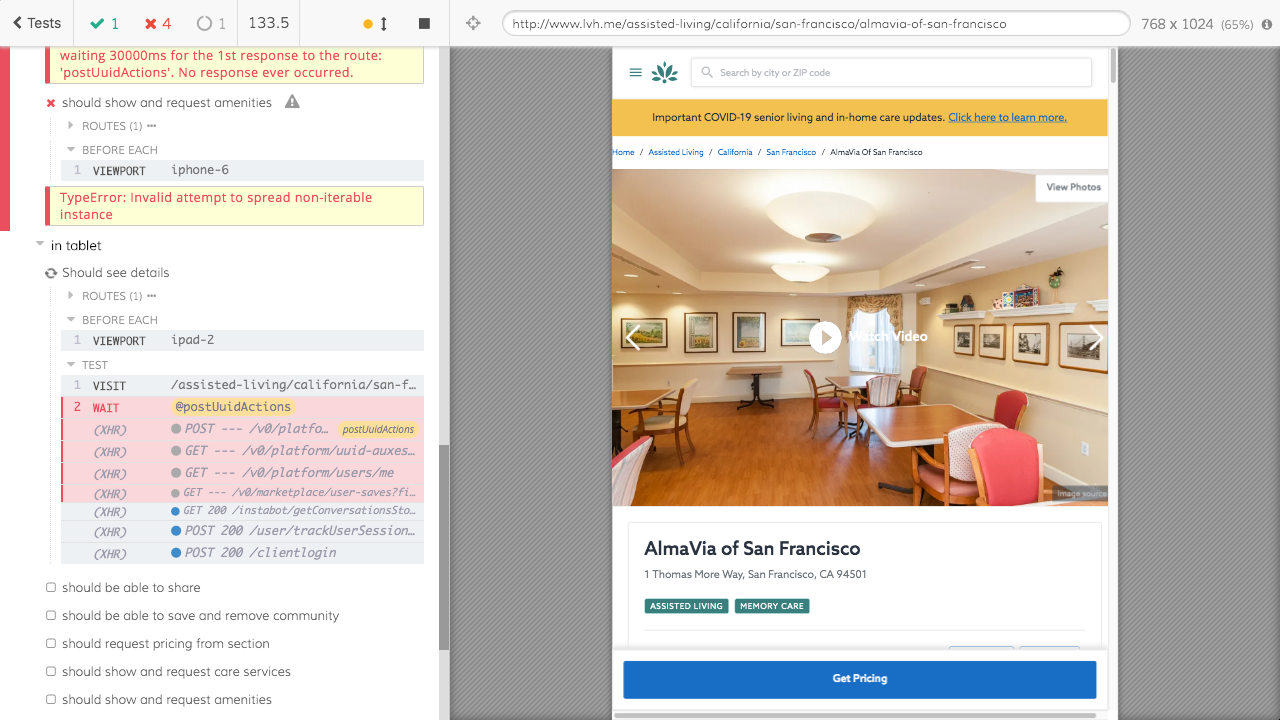 Tests
1
4
1
133.5
http://www.lvh.me/assisted-living/california/san-francisco/almavia-of-san-francisco
768 x 1024 (65%)
waiting 30000ms for the 1st response to the route:
'postUuidActions'. No response ever occurred.
should show and request amenities
ROUTES (1)
BEFORE EACH
1 VIEWPORT iphone-6
TypeError: Invalid attempt to spread non-iterable
instance
in tablet
Should see details
ROUTES (1)
BEFORE EACH
1 VIEWPORT ipad-2
TEST
1 VISIT /assisted-living/california/san-f...
2 WAIT @postUuidActions
(XHR) POST --- /v0/platfo... postUuidActions
(XHR) GET --- /v0/platform/uuid-auxes...
(XHR) GET --- /v0/platform/users/me
(XHR) GET --- /v0/marketplace/user-saves?fi...
(XHR) GET 200 /instabot/getConversationsSto...
(XHR) POST 200 /user/trackUserSession...
(XHR) POST 200 /clientlogin
should be able to share
should be able to save and remove community
should request pricing from section
should show and request care services
should show and request amenities
Search by city or ZIP code
Important COVID-19 senior living and in-home care updates. Click here to learn more.
Home / Assisted Living / California / San Francisco / AlmaVia Of San Francisco
View Photos
Watch Video
Image source
AlmaVia of San Francisco
1 Thomas More Way, San Francisco, CA 94501
ASSISTED LIVING MEMORY CARE
Get Pricing